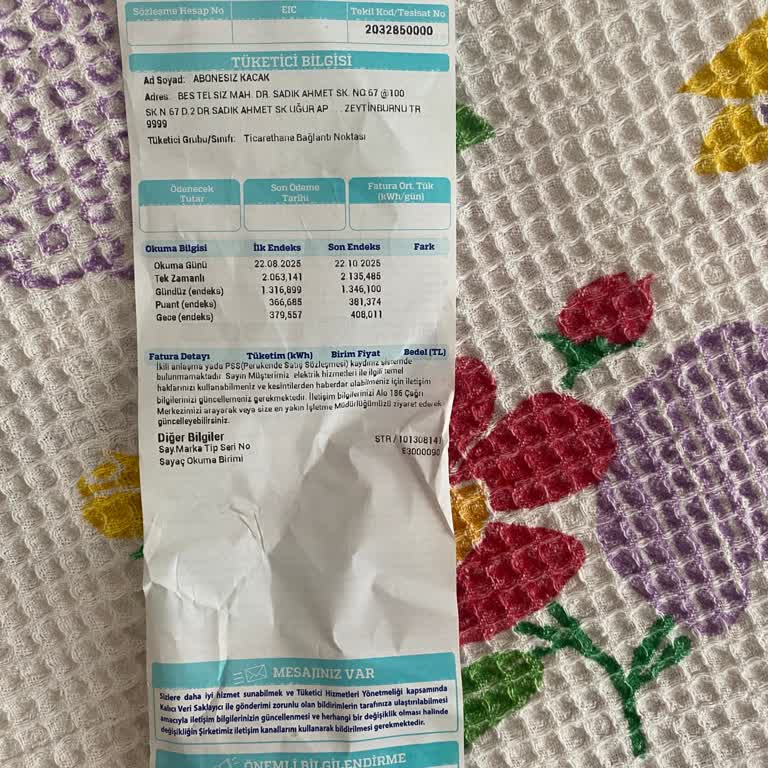 Sözleşme Hesap No EIC Tekil Kod/Tesisat No
2032850000
TÜKETİCİ BİLGİSİ
Ad Soyad: ABONESIZ KACAK
Adres: BESTELSIZ MAH. DR. SADIK AHMET SK. NO:67 @100
SK N 67 D.2 DR SADIK AHMET SK UĞUR AP . . . ZEYTİNBURNU TR
9999
Tüketici Grubu/Sınıfı: Ticarethane Bağlantı Noktası
Ödenecek Tutar Son Ödeme Tarihi Fatura Ort. Tük (kWh/gün)
Okuma Bilgisi İlk Endeks Son Endeks Fark
Okuma Günü 22.08.2025 22.10.2025
Tek Zamanlı 2.063,141 2.135,485
Gündüz (endeks) 1.316,899 1.346,100
Puant (endeks) 366,685 381,374
Gece (endeks) 379,557 408,011
Fatura Detayı Tüketim (kWh) Birim Fiyat Bedel (TL)
İkili anlaşma yada PSS(Perakende Satış Sözleşmesi) kaydınız sistemde
bulunmamaktadır. Sayın Müşterimiz elektrik hizmetleri ile ilgili temel
haklarınızı kullanabilmeniz ve kesintilerden haberdar olabilmeniz için iletişim
bilgilerinizi güncellemeniz gerekmektedir. İletişim bilgilerinizi Alo 186 Çağrı
Merkezimizi arayarak veya size en yakın İşletme Müdürlüğümüzü ziyaret ederek
güncelleyebilirsiniz.
Diğer Bilgiler
Say.Marka Tip Seri No STR / 10130814
Sayaç Okuma Birimi E3000090
MESAJINIZ VAR
Sizlere daha iyi hizmet sunabilmek ve Tüketici Hizmetleri Yönetmeliği kapsamında
Kalıcı Veri Saklayıcı ile gönderimi zorunlu olan bildirimlerin tarafınıza ulaştırılabilmesi
amacıyla iletişim bilgilerinizin güncellenmesi ve herhangi bir değişiklik olması halinde
değişikliğin Şirketimiz iletişim kanallarını kullanarak bildirilmesi gerekmektedir.
ÖNEMLİ BİLGİLENDİRME